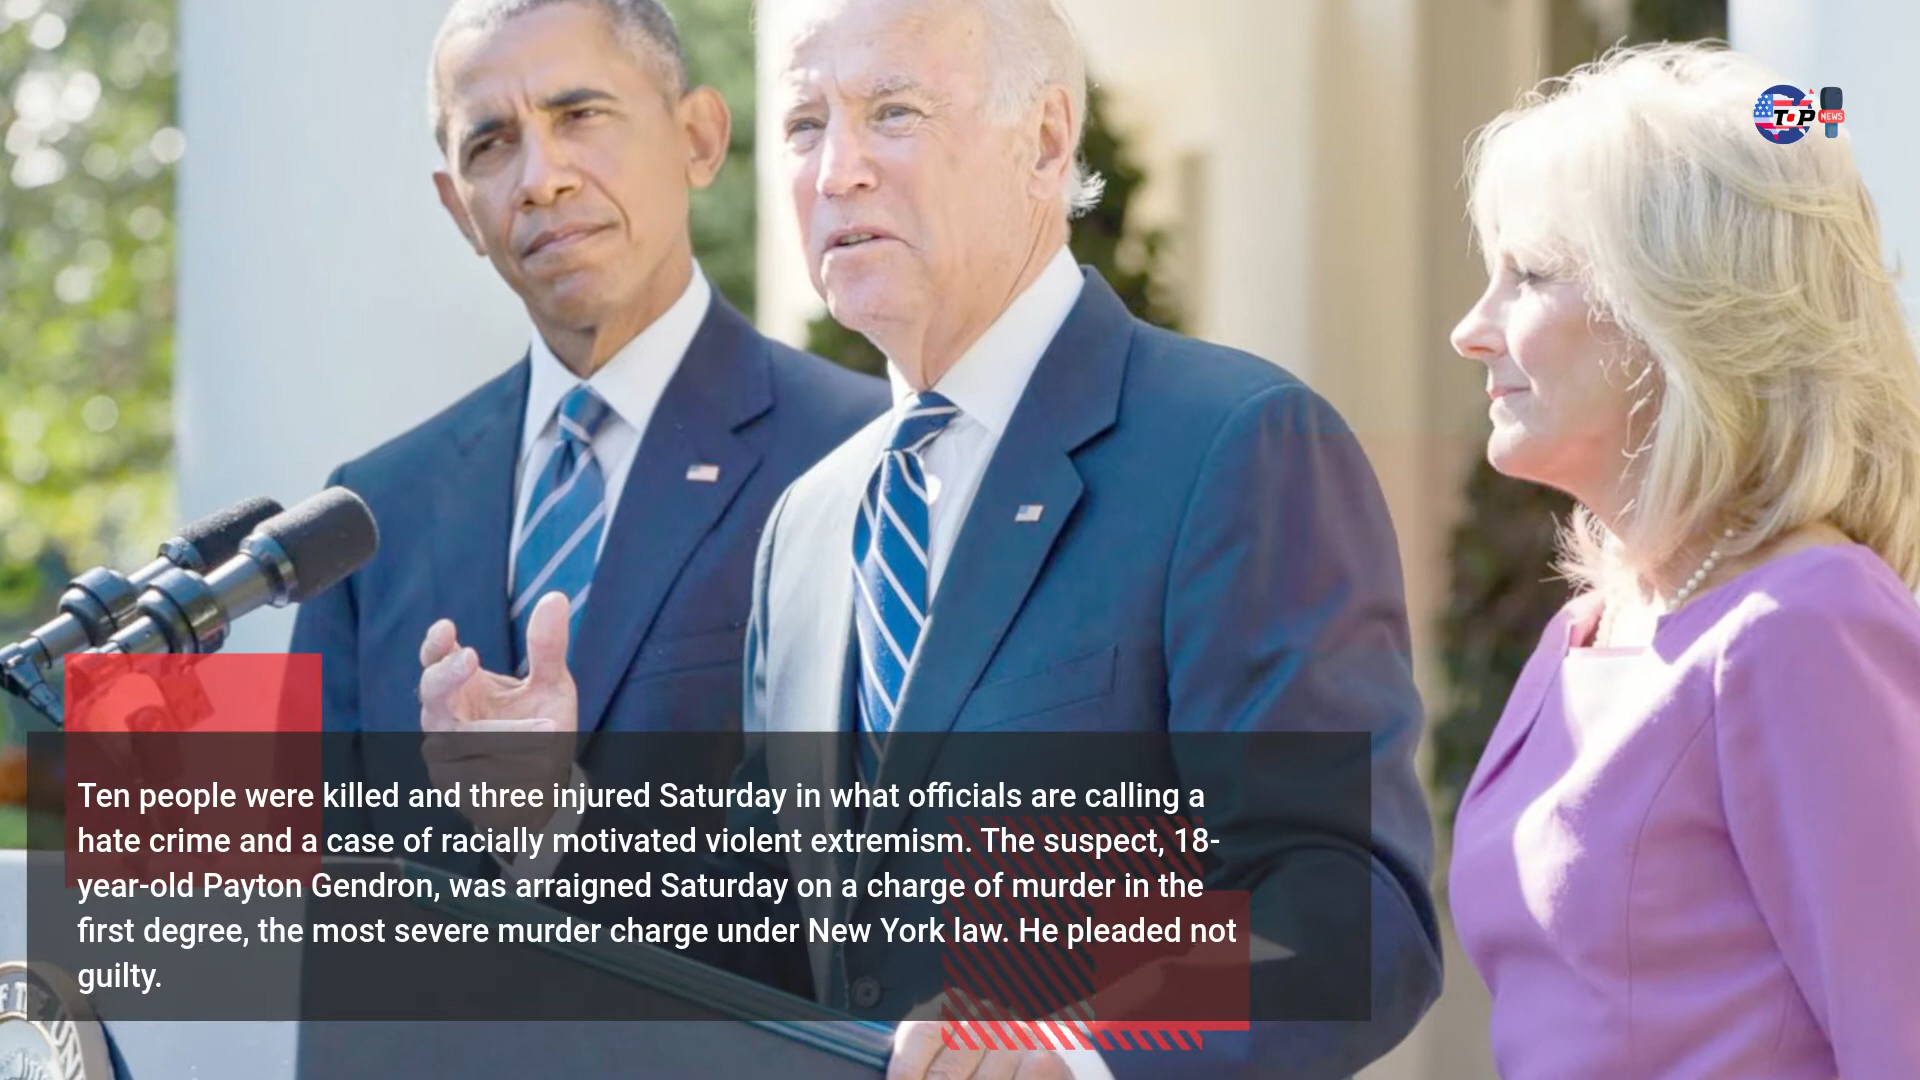 TOP
NEWS
Ten people were killed and three injured Saturday in what officials are calling a
hate crime and a case of racially motivated violent extremism. The suspect, 18-
year-old Payton Gendron, was arraigned Saturday on a charge of murder in the
first degree, the most severe murder charge under New York law. He pleaded not
guilty.